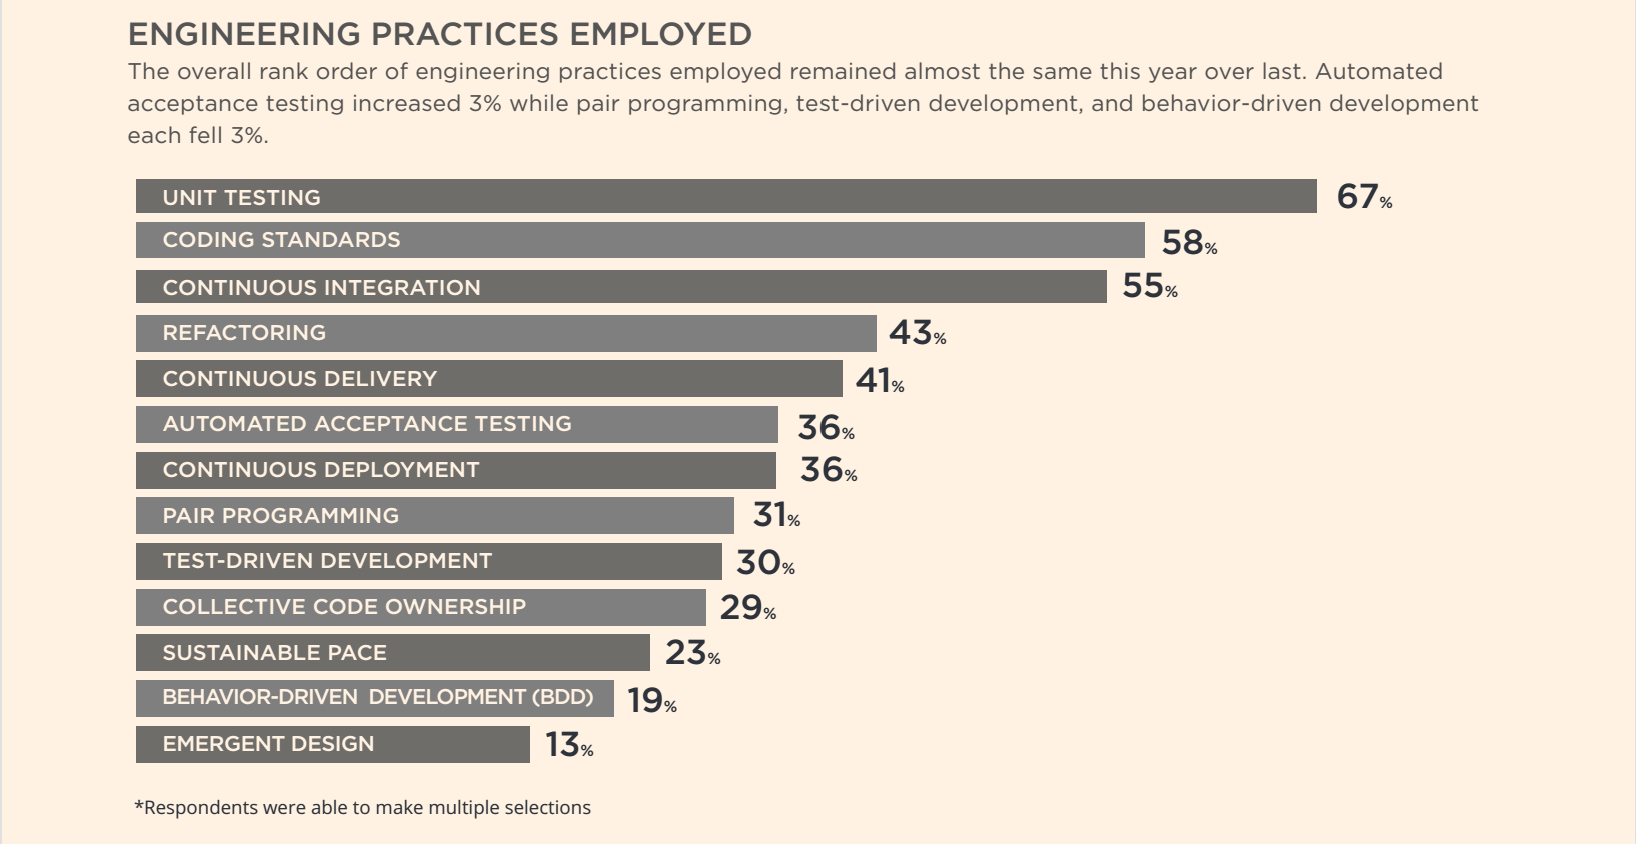 ENGINEERING PRACTICES EMPLOYED
The overall rank order of engineering practices employed remained almost the same this year over last. Automated
acceptance testing increased 3% while pair programming, test-driven development, and behavior-driven development
each fell 3%.
UNIT TESTING 67%
CODING STANDARDS 58%
CONTINUOUS INTEGRATION 55%
REFACTORING 43%
CONTINUOUS DELIVERY 41%
AUTOMATED ACCEPTANCE TESTING 36%
CONTINUOUS DEPLOYMENT 36%
PAIR PROGRAMMING 31%
TEST-DRIVEN DEVELOPMENT 30%
COLLECTIVE CODE OWNERSHIP 29%
SUSTAINABLE PACE 23%
BEHAVIOR-DRIVEN DEVELOPMENT (BDD) 19%
EMERGENT DESIGN 13%
*Respondents were able to make multiple selections